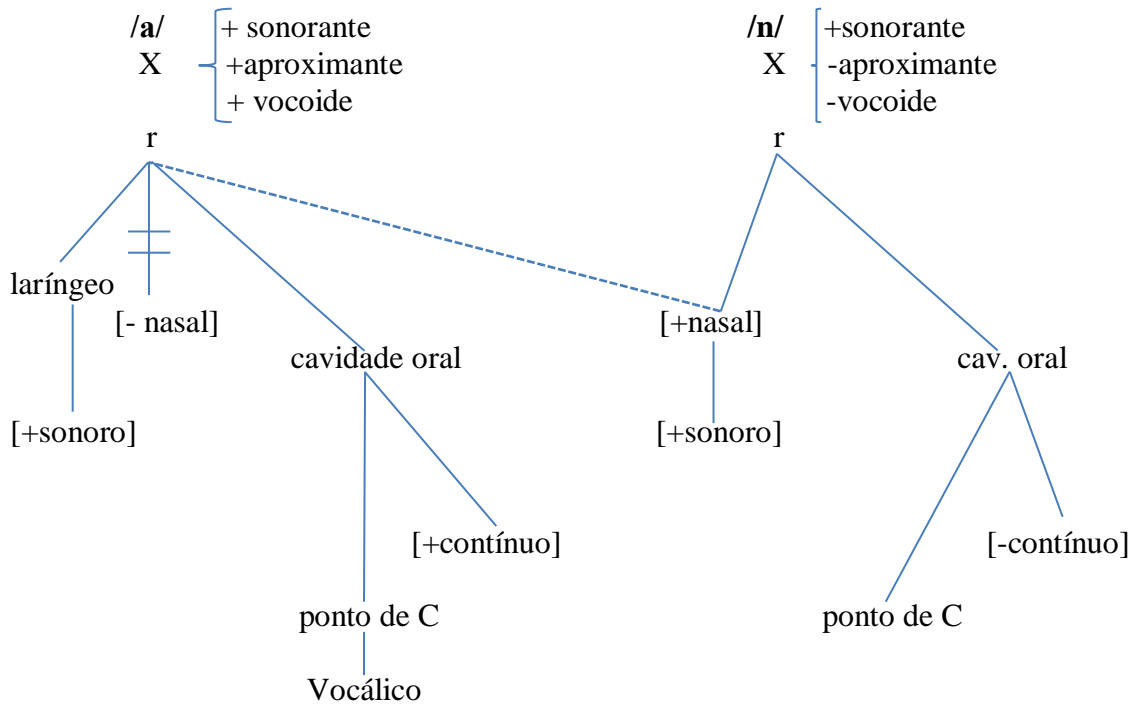 /a/ + sonorante /n/ +sonorante
X +aproximante X -aproximante
+ vocoide -vocoide
r r
laríngeo
[- nasal] [+nasal]
cavidade oral cav. oral
[+sonoro] [+sonoro]
[+contínuo] [-contínuo]
ponto de C ponto de C
Vocálico